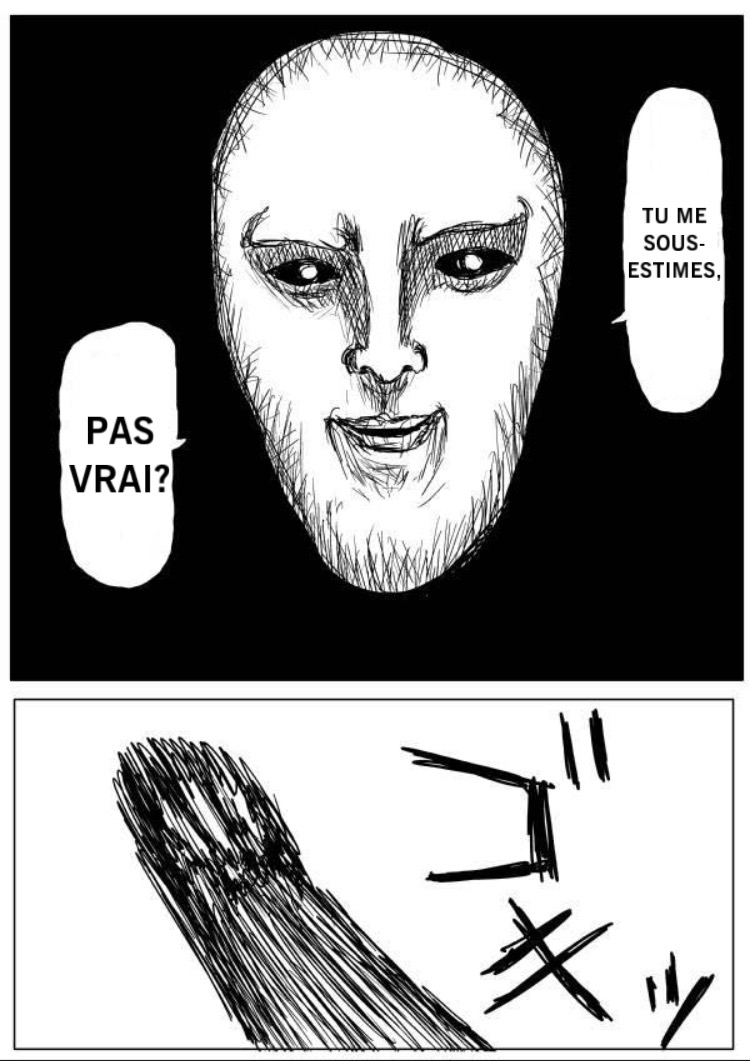 TU ME
SOUS-
ESTIMES,
PAS
VRAI?
ゴ
キ
ッ